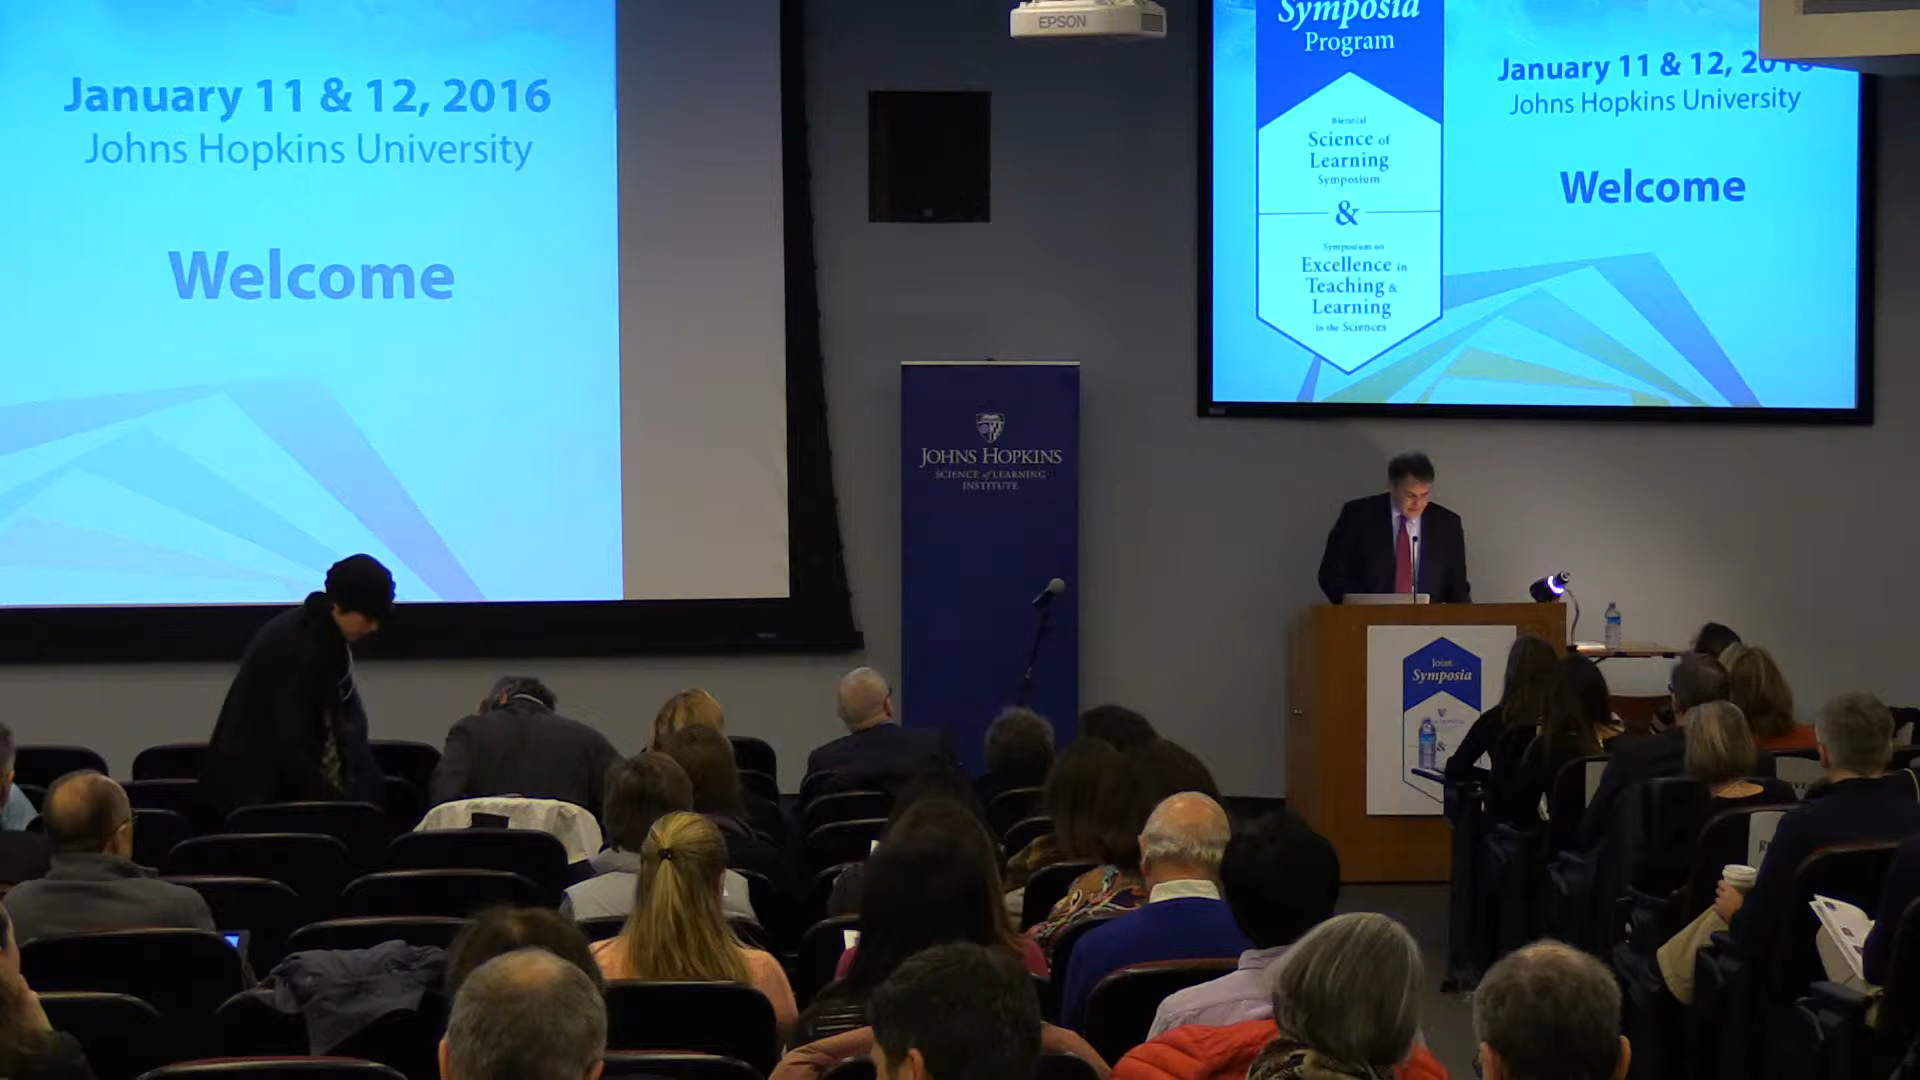 January 11 & 12, 2016
Johns Hopkins University
Welcome
EPSON
Symposia
Program
Biennial
Science of
Learning
Symposium
&
Symposium on
Excellence in
Teaching &
Learning
in the Sciences
January 11 & 12, 2016
Johns Hopkins University
Welcome
JOHNS HOPKINS
SCIENCE of LEARNING
INSTITUTE
Joint
Symposia
&